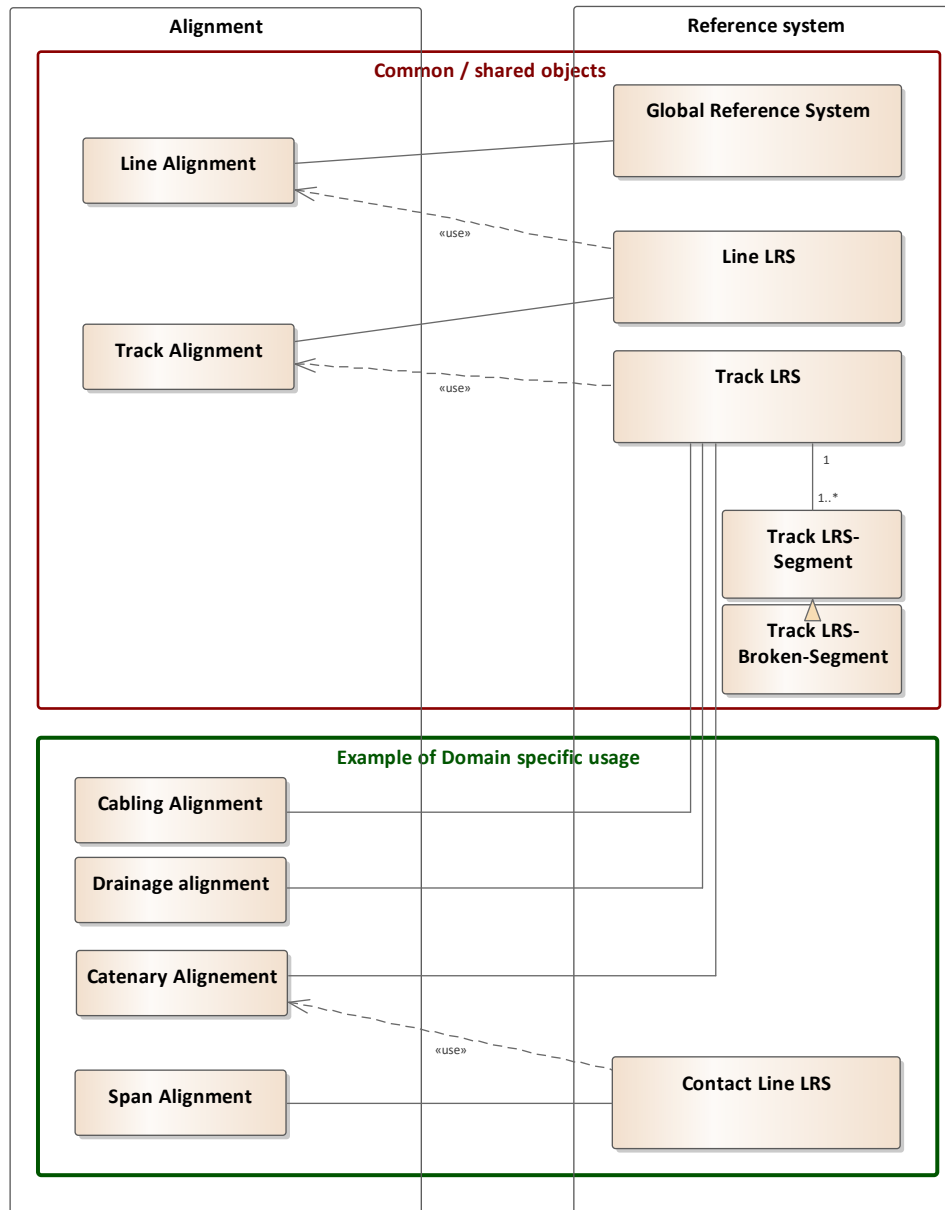 Alignment
Reference system
Common / shared objects
Global Reference System
Line Alignment
«use»
Line LRS
Track Alignment
«use»
Track LRS
1
1..*
Track LRS-
Segment
Track LRS-
Broken-Segment
Example of Domain specific usage
Cabling Alignment
Drainage alignment
Catenary Alignement
«use»
Span Alignment
Contact Line LRS